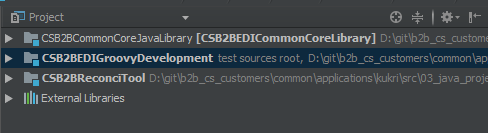 Project
CSB2BCommonCoreJavaLibrary [CSB2BEDICommonCoreLibrary] D:\git\b2b_cs_custome
CSB2BEDIGroovyDevelopment test sources root, D:\git\b2b_cs_customers\common\ap
CSB2BReconciTool D:\git\b2b_cs_customers\common\applications\kukri\src\03_java_proje
External Libraries